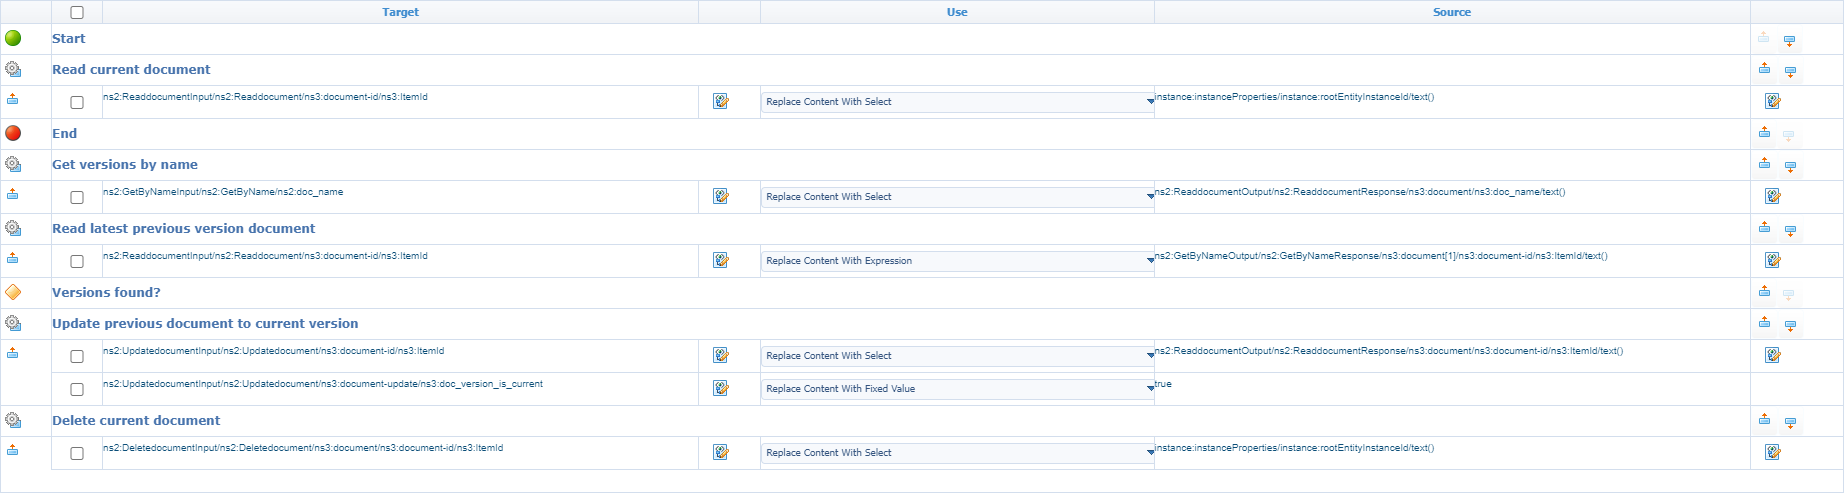 Target Use Source
Start
Read current document
ns2:ReaddocumentInput/ns2:Readdocument/ns3:document-id/ns3:ItemId Replace Content With Select instance:instanceProperties/instance:rootEntityInstanceId/text()
End
Get versions by name
ns2:GetByNameInput/ns2:GetByName/ns2:doc_name Replace Content With Select ns2:ReaddocumentOutput/ns2:ReaddocumentResponse/ns3:document/ns3:doc_name/text()
Read latest previous version document
ns2:ReaddocumentInput/ns2:Readdocument/ns3:document-id/ns3:ItemId Replace Content With Expression ns2:GetByNameOutput/ns2:GetByNameResponse/ns3:document[1]/ns3:document-id/ns3:ItemId/text()
Versions found?
Update previous document to current version
ns2:UpdatedocumentInput/ns2:Updatedocument/ns3:document-id/ns3:ItemId Replace Content With Select ns2:ReaddocumentOutput/ns2:ReaddocumentResponse/ns3:document/ns3:document-id/ns3:ItemId/text()
ns2:UpdatedocumentInput/ns2:Updatedocument/ns3:document-update/ns3:doc_version_is_current Replace Content With Fixed Value true
Delete current document
ns2:DeletedocumentInput/ns2:Deletedocument/ns3:document/ns3:document-id/ns3:ItemId Replace Content With Select instance:instanceProperties/instance:rootEntityInstanceId/text()